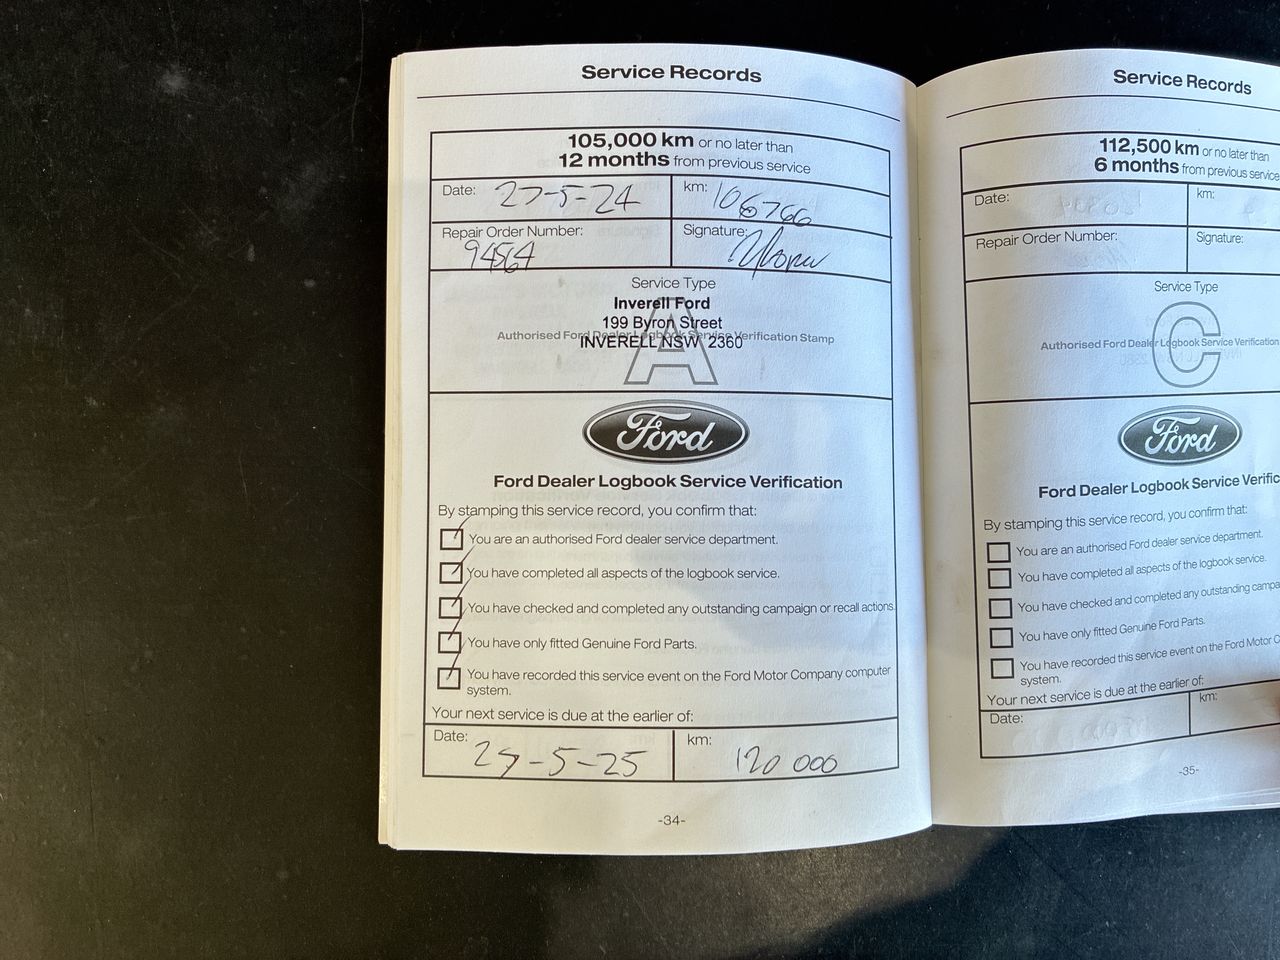 Service Records
105,000 km or no later than
12 months from previous service
Date: 27-5-24 km: 106766
Repair Order Number: Signature:
94564
Service Type
Inverell Ford
199 Byron Street
Authorised Ford Dealer Logbook Service Verification Stamp
INVERELL NSW 2360
A
Ford
Ford Dealer Logbook Service Verification
By stamping this service record, you confirm that:
You are an authorised Ford dealer service department.
You have completed all aspects of the logbook service.
You have checked and completed any outstanding campaign or recall actions.
You have only fitted Genuine Ford Parts.
You have recorded this service event on the Ford Motor Company computer
system.
Your next service is due at the earlier of:
Date: 27-5-25 km: 120 000
-34-
Service Records
112,500 km or no later than
6 months from previous service
Date: km:
Repair Order Number: Signature:
Service Type
Authorised Ford Dealer Logbook Service Verification
C
Ford
Ford Dealer Logbook Service Verific
By stamping this service record, you confirm that:
You are an authorised Ford dealer service department.
You have completed all aspects of the logbook service.
You have checked and completed any outstanding campa
You have only fitted Genuine Ford Parts.
You have recorded this service event on the Ford Motor C
system.
Your next service is due at the earlier of:
Date: km:
-35-